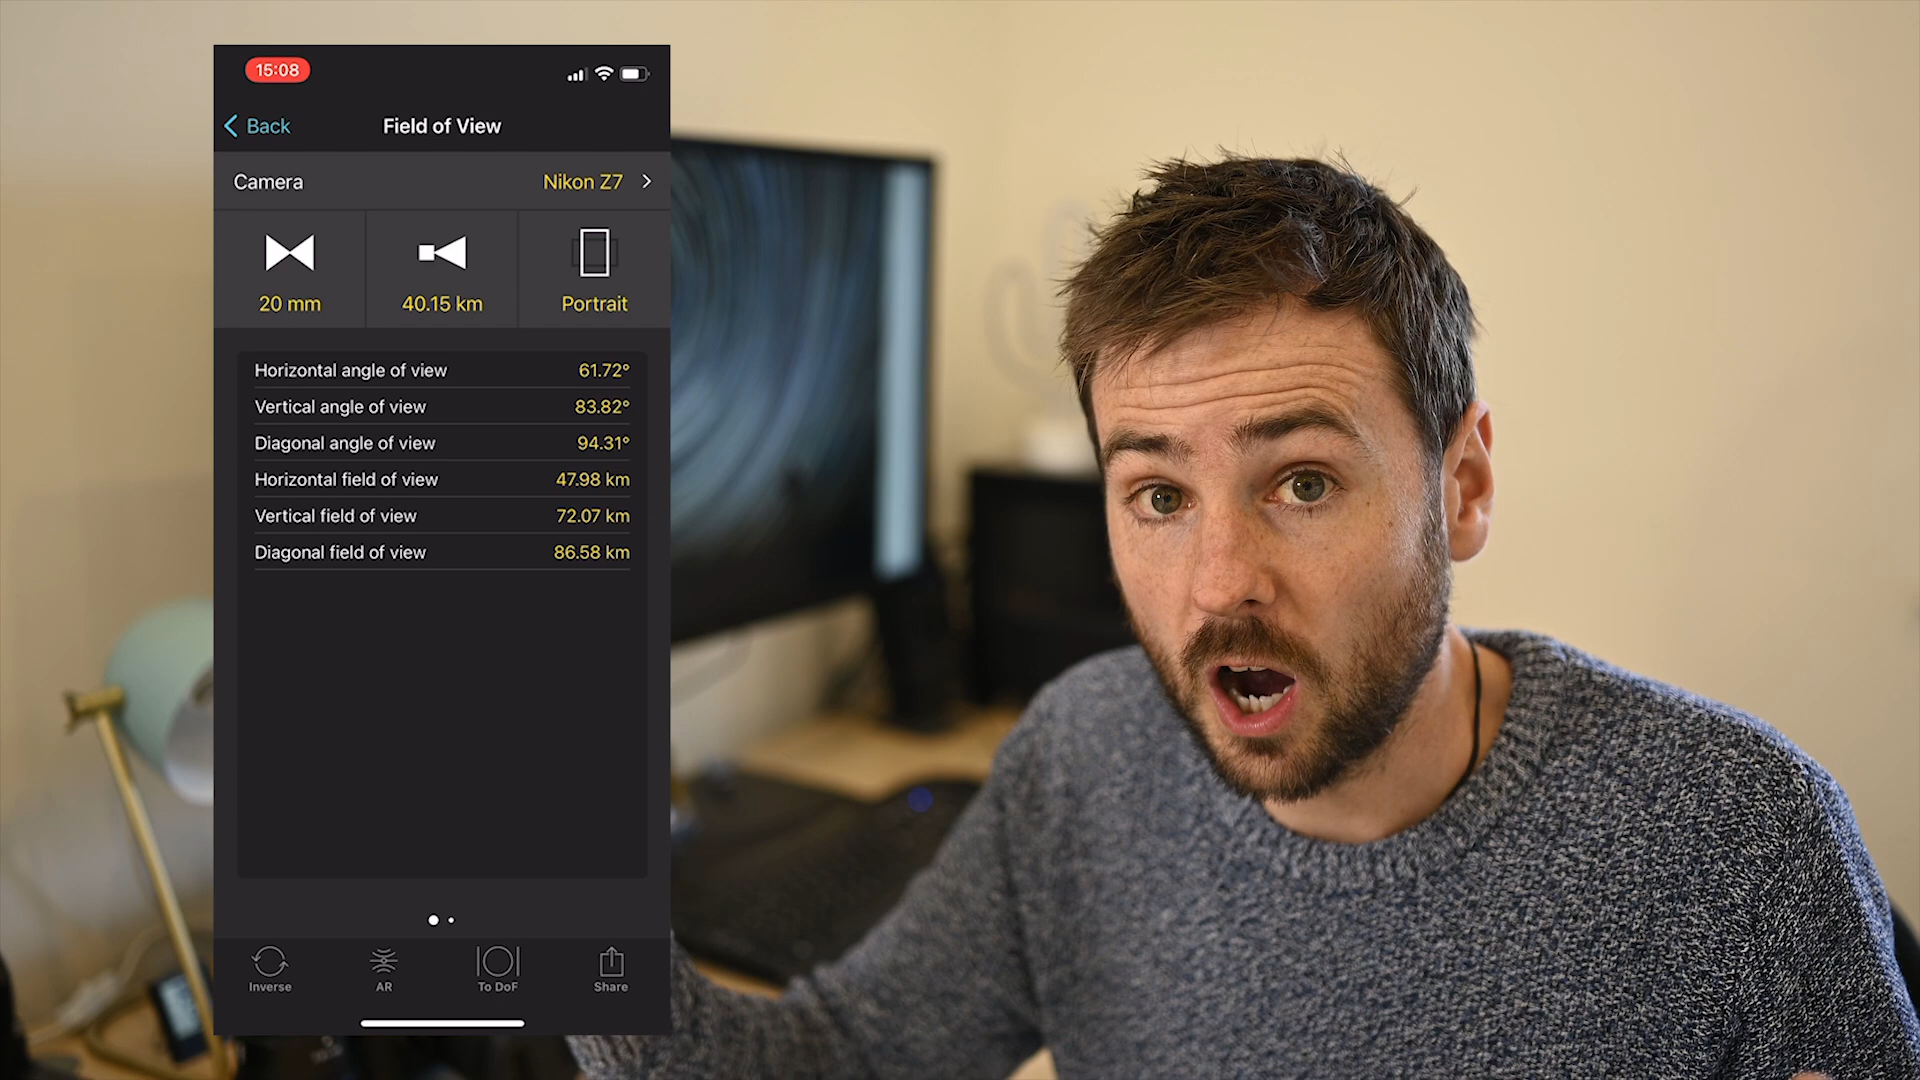 15:08
Back
Field of View
Camera
Nikon Z7
20 mm
40.15 km
Portrait
Horizontal angle of view 61.72°
Vertical angle of view 83.82°
Diagonal angle of view 94.31°
Horizontal field of view 47.98 km
Vertical field of view 72.07 km
Diagonal field of view 86.58 km
Inverse
AR
To DoF
Share